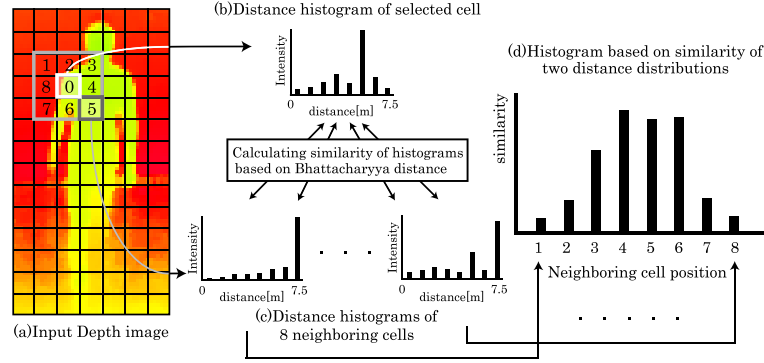 (b)Distance histogram of selected cell
1 2 3
8 0 4
7 6 5
Intensity
0 7.5
distance[m]
Calculating similarity of histograms
based on Bhattacharyya distance
Intensity
0 7.5
distance[m]
. . . .
Intensity
0 7.5
distance[m]
(a)Input Depth image
(c)Distance histograms of
8 neighboring cells
(d)Histogram based on similarity of
two distance distributions
similarity
1 2 3 4 5 6 7 8
Neighboring cell position
. . . . .